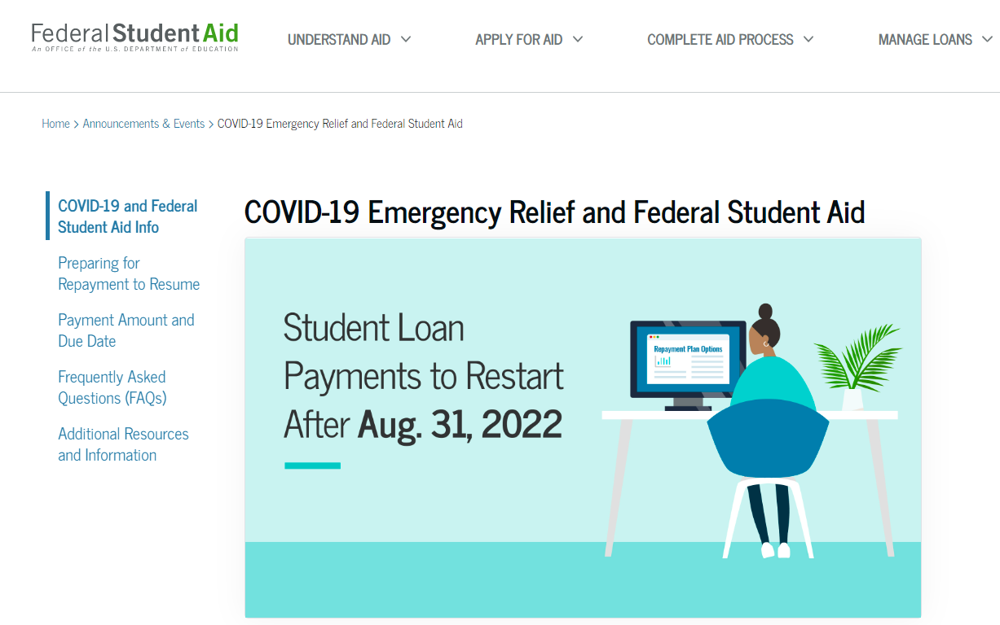 Federal Student Aid
An OFFICE of the U.S. DEPARTMENT of EDUCATION
UNDERSTAND AID
APPLY FOR AID
COMPLETE AID PROCESS
MANAGE LOANS
Home > Announcements & Events > COVID-19 Emergency Relief and Federal Student Aid
COVID-19 and Federal
Student Aid Info
Preparing for
Repayment to Resume
Payment Amount and
Due Date
Frequently Asked
Questions (FAQs)
Additional Resources
and Information
COVID-19 Emergency Relief and Federal Student Aid
Student Loan
Payments to Restart
After Aug. 31, 2022
Repayment Plan Options